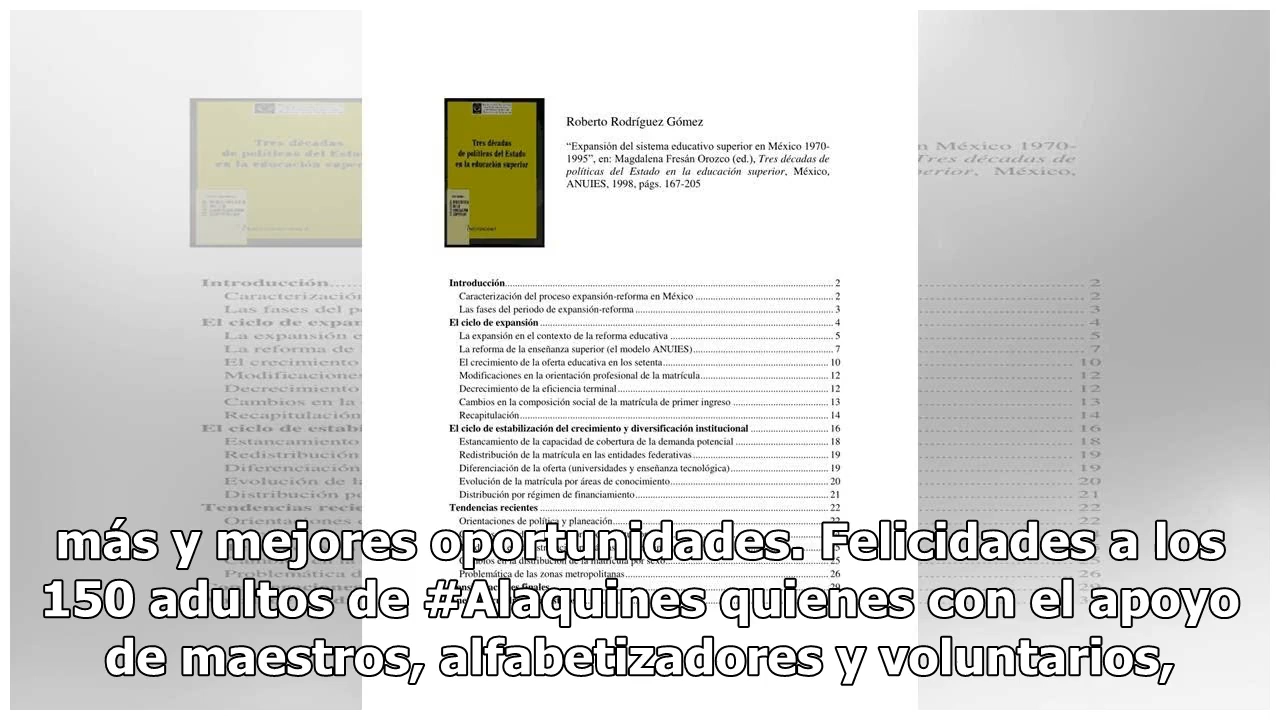 Tres décadas
de políticas del Estado
en la educación superior
Roberto Rodríguez Gómez
“Expansión del sistema educativo superior en México 1970-
1995”, en: Magdalena Fresán Orozco (ed.), Tres décadas de
políticas del Estado en la educación superior, México,
ANUIES, 1998, págs. 167-205
Introducción.......... 2
Caracterización del proceso expansión-reforma en México .......... 2
Las fases del periodo de expansión-reforma .......... 3
El ciclo de expansión .......... 4
La expansión en el contexto de la reforma educativa .......... 5
La reforma de la enseñanza superior (el modelo ANUIES).......... 7
El crecimiento de la oferta educativa en los setenta.......... 10
Modificaciones en la orientación profesional de la matrícula.......... 12
Decrecimiento de la eficiencia terminal.......... 12
Cambios en la composición social de la matrícula de primer ingreso .......... 13
Recapitulación.......... 14
El ciclo de estabilización del crecimiento y diversificación institucional .......... 16
Estancamiento de la capacidad de cobertura de la demanda potencial .......... 18
Redistribución de la matrícula en las entidades federativas.......... 19
Diferenciación de la oferta (universidades y enseñanza tecnológica).......... 19
Evolución de la matrícula por áreas de conocimiento.......... 20
Distribución por régimen de financiamiento.......... 21
Tendencias recientes .......... 22
Orientaciones de política y planeación.......... 22
Cambios en la distribución de la matrícula por sexo.......... 25
Problemática de las zonas metropolitanas.......... 26
más y mejores oportunidades. Felicidades a los
150 adultos de #Alaquines quienes con el apoyo
de maestros, alfabetizadores y voluntarios,